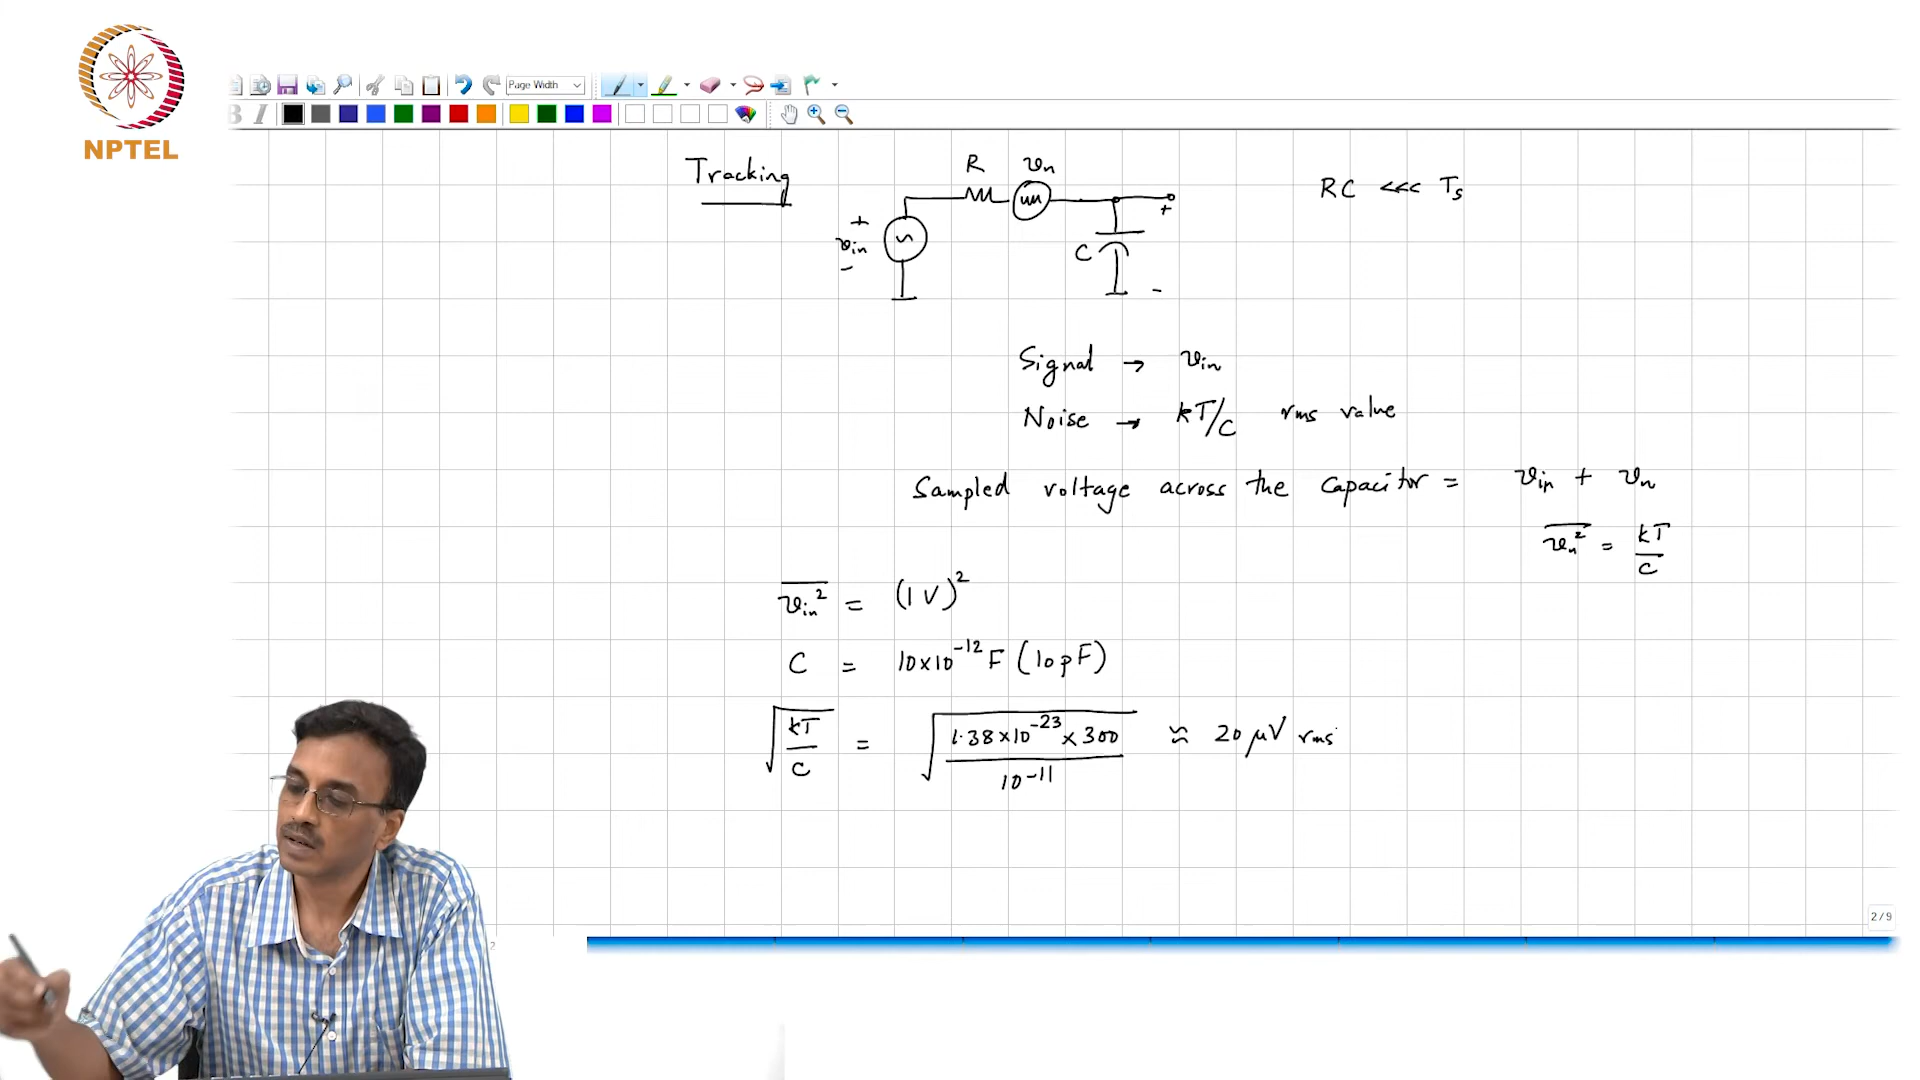 NPTEL
Page Width
B I
Tracking
R
vn
RC <<< Ts
+
vin
-
+
C
-
Signal → vin
Noise → kT/C rms value
Sampled voltage across the capacitor = vin + vn
vn² = kT/C
vin² = (1 V)²
C = 10×10⁻¹² F (10pF)
√(kT/C) = √(1.38×10⁻²³×300/10⁻¹¹) ≈ 20 μV rms
2/9
2